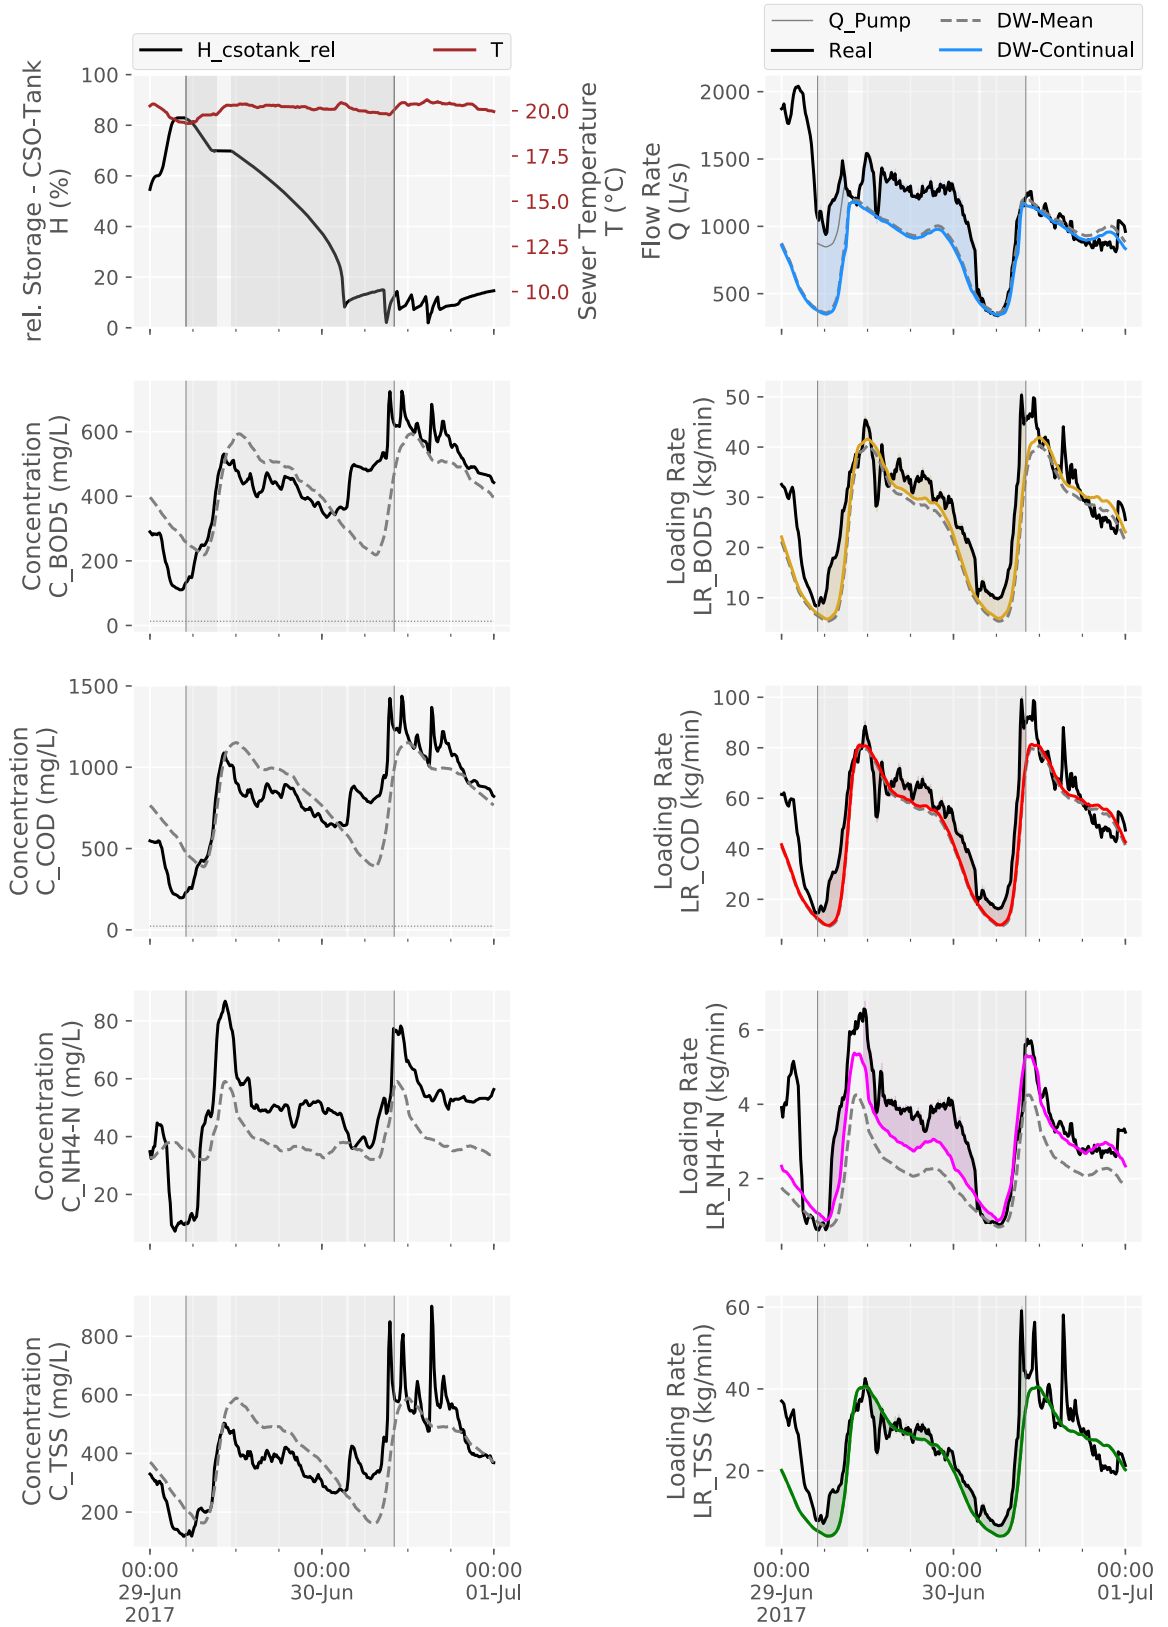 H_csotank_rel
T
Q_Pump
Real
DW-Mean
DW-Continual
rel. Storage - CSO-Tank
H (%)
100
80
60
40
20
0
20.0
17.5
15.0
12.5
10.0
Sewer Temperature
T (°C)
Flow Rate
Q (L/s)
2000
1500
1000
500
Concentration
C_BOD5 (mg/L)
600
400
200
0
Loading Rate
LR_BOD5 (kg/min)
50
40
30
20
10
Concentration
C_COD (mg/L)
1500
1000
500
0
Loading Rate
LR_COD (kg/min)
100
80
60
40
20
Concentration
C_NH4-N (mg/L)
80
60
40
20
Loading Rate
LR_NH4-N (kg/min)
6
4
2
Concentration
C_TSS (mg/L)
800
600
400
200
Loading Rate
LR_TSS (kg/min)
60
40
20
00:00
29-Jun
2017
00:00
30-Jun
00:00
01-Jul
00:00
29-Jun
2017
00:00
30-Jun
00:00
01-Jul